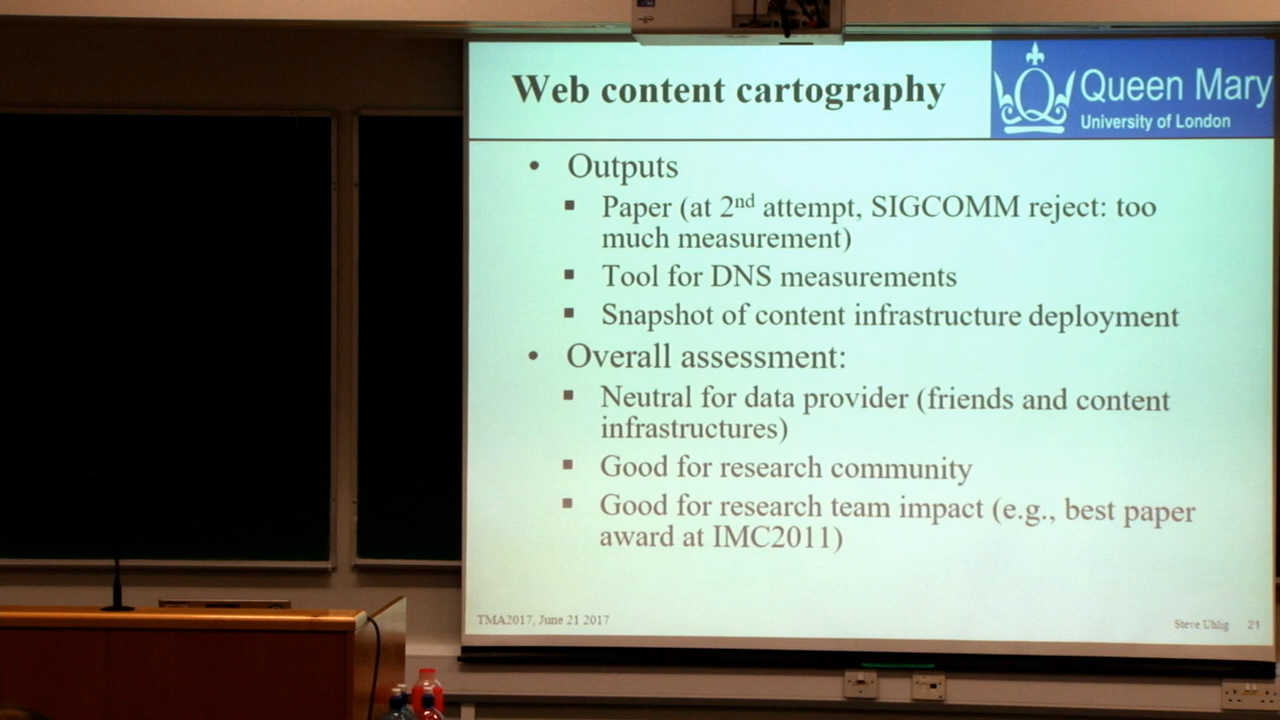 Web content cartography
Queen Mary
University of London
• Outputs
▪ Paper (at 2nd attempt, SIGCOMM reject: too
much measurement)
▪ Tool for DNS measurements
▪ Snapshot of content infrastructure deployment
• Overall assessment:
▪ Neutral for data provider (friends and content
infrastructures)
▪ Good for research community
▪ Good for research team impact (e.g., best paper
award at IMC2011)
TMA2017, June 21 2017
Steve Uhlig 21